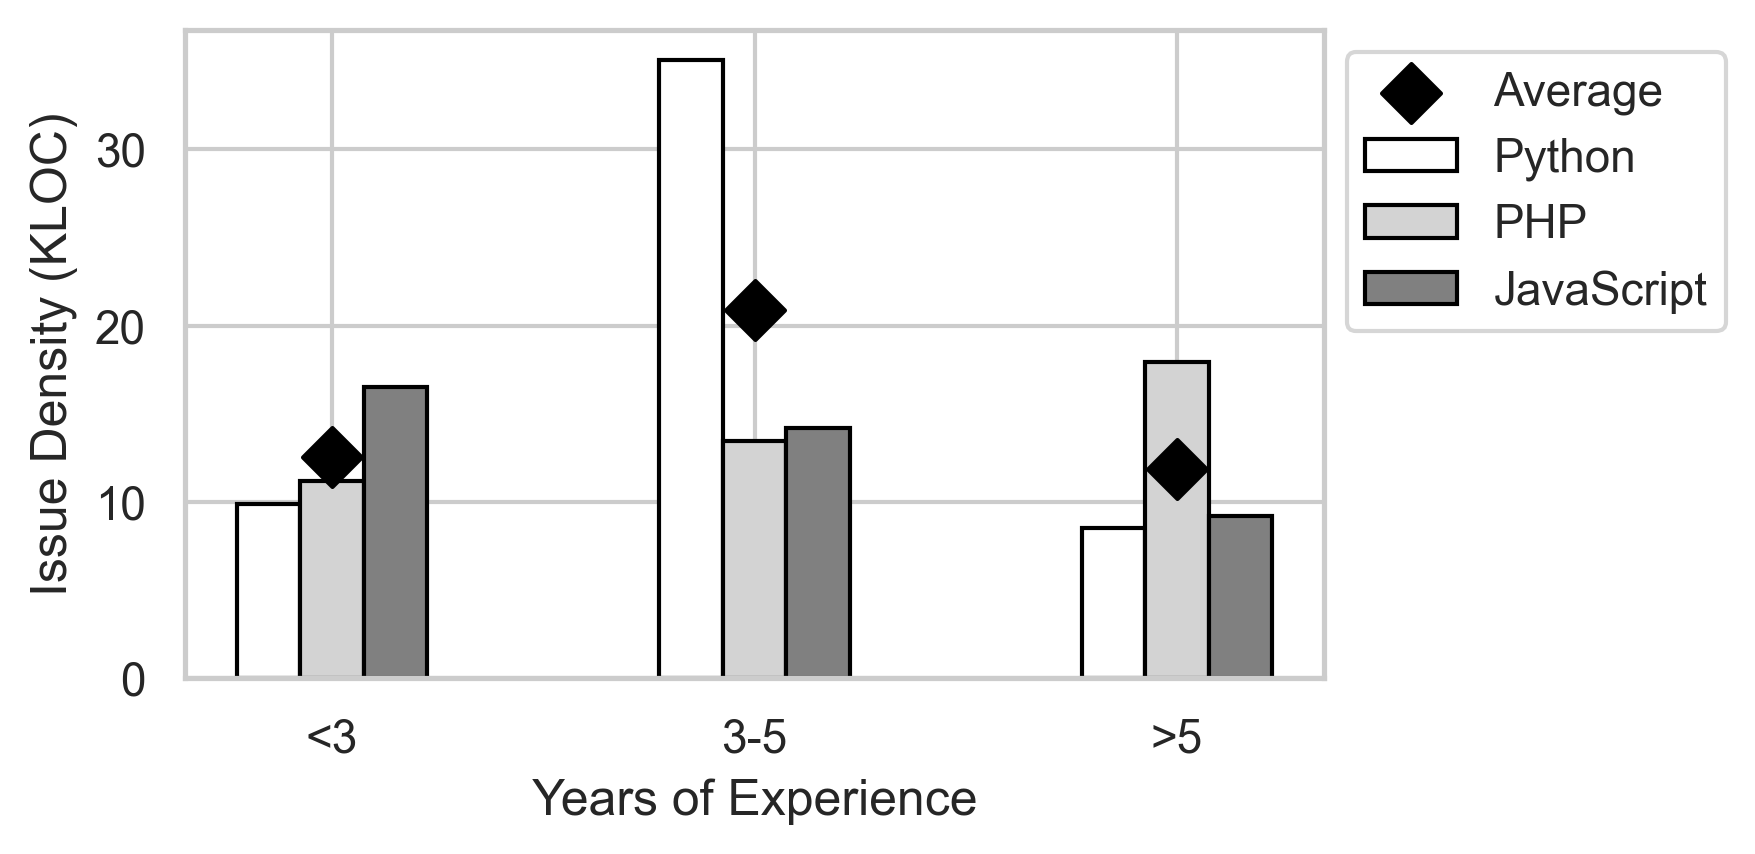 Issue Density (KLOC)
30
20
10
0
<3
3-5
>5
Years of Experience
Average
Python
PHP
JavaScript